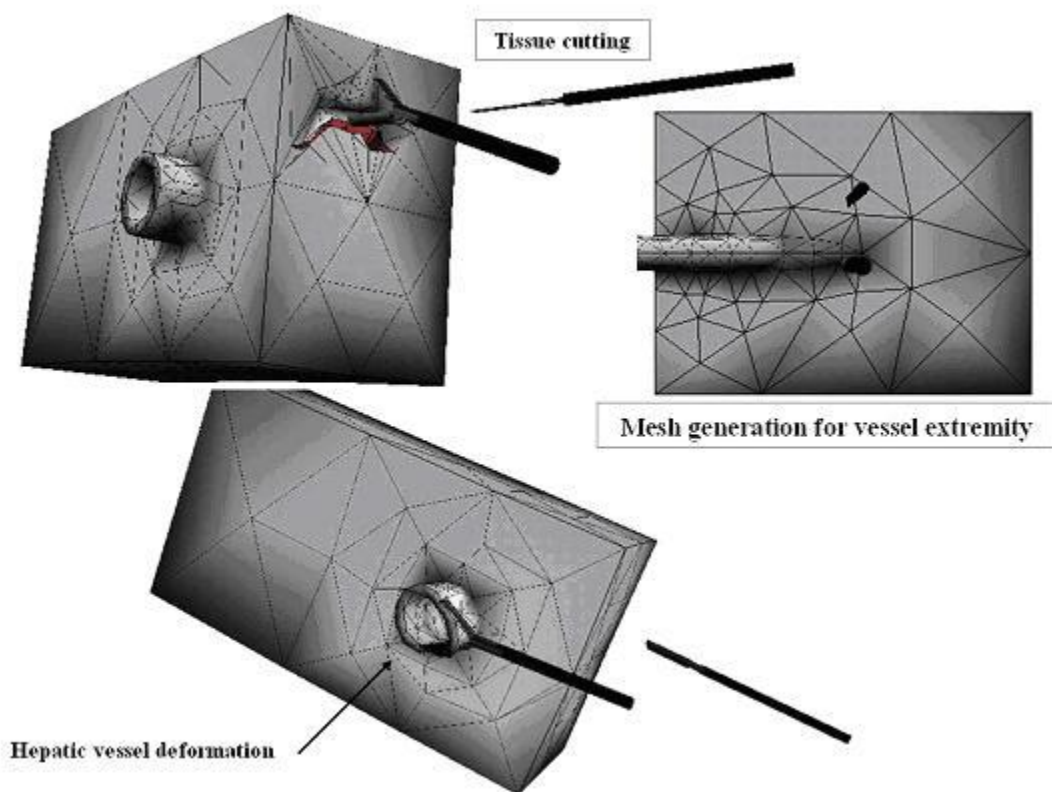 Tissue cutting
Mesh generation for vessel extremity
Hepatic vessel deformation